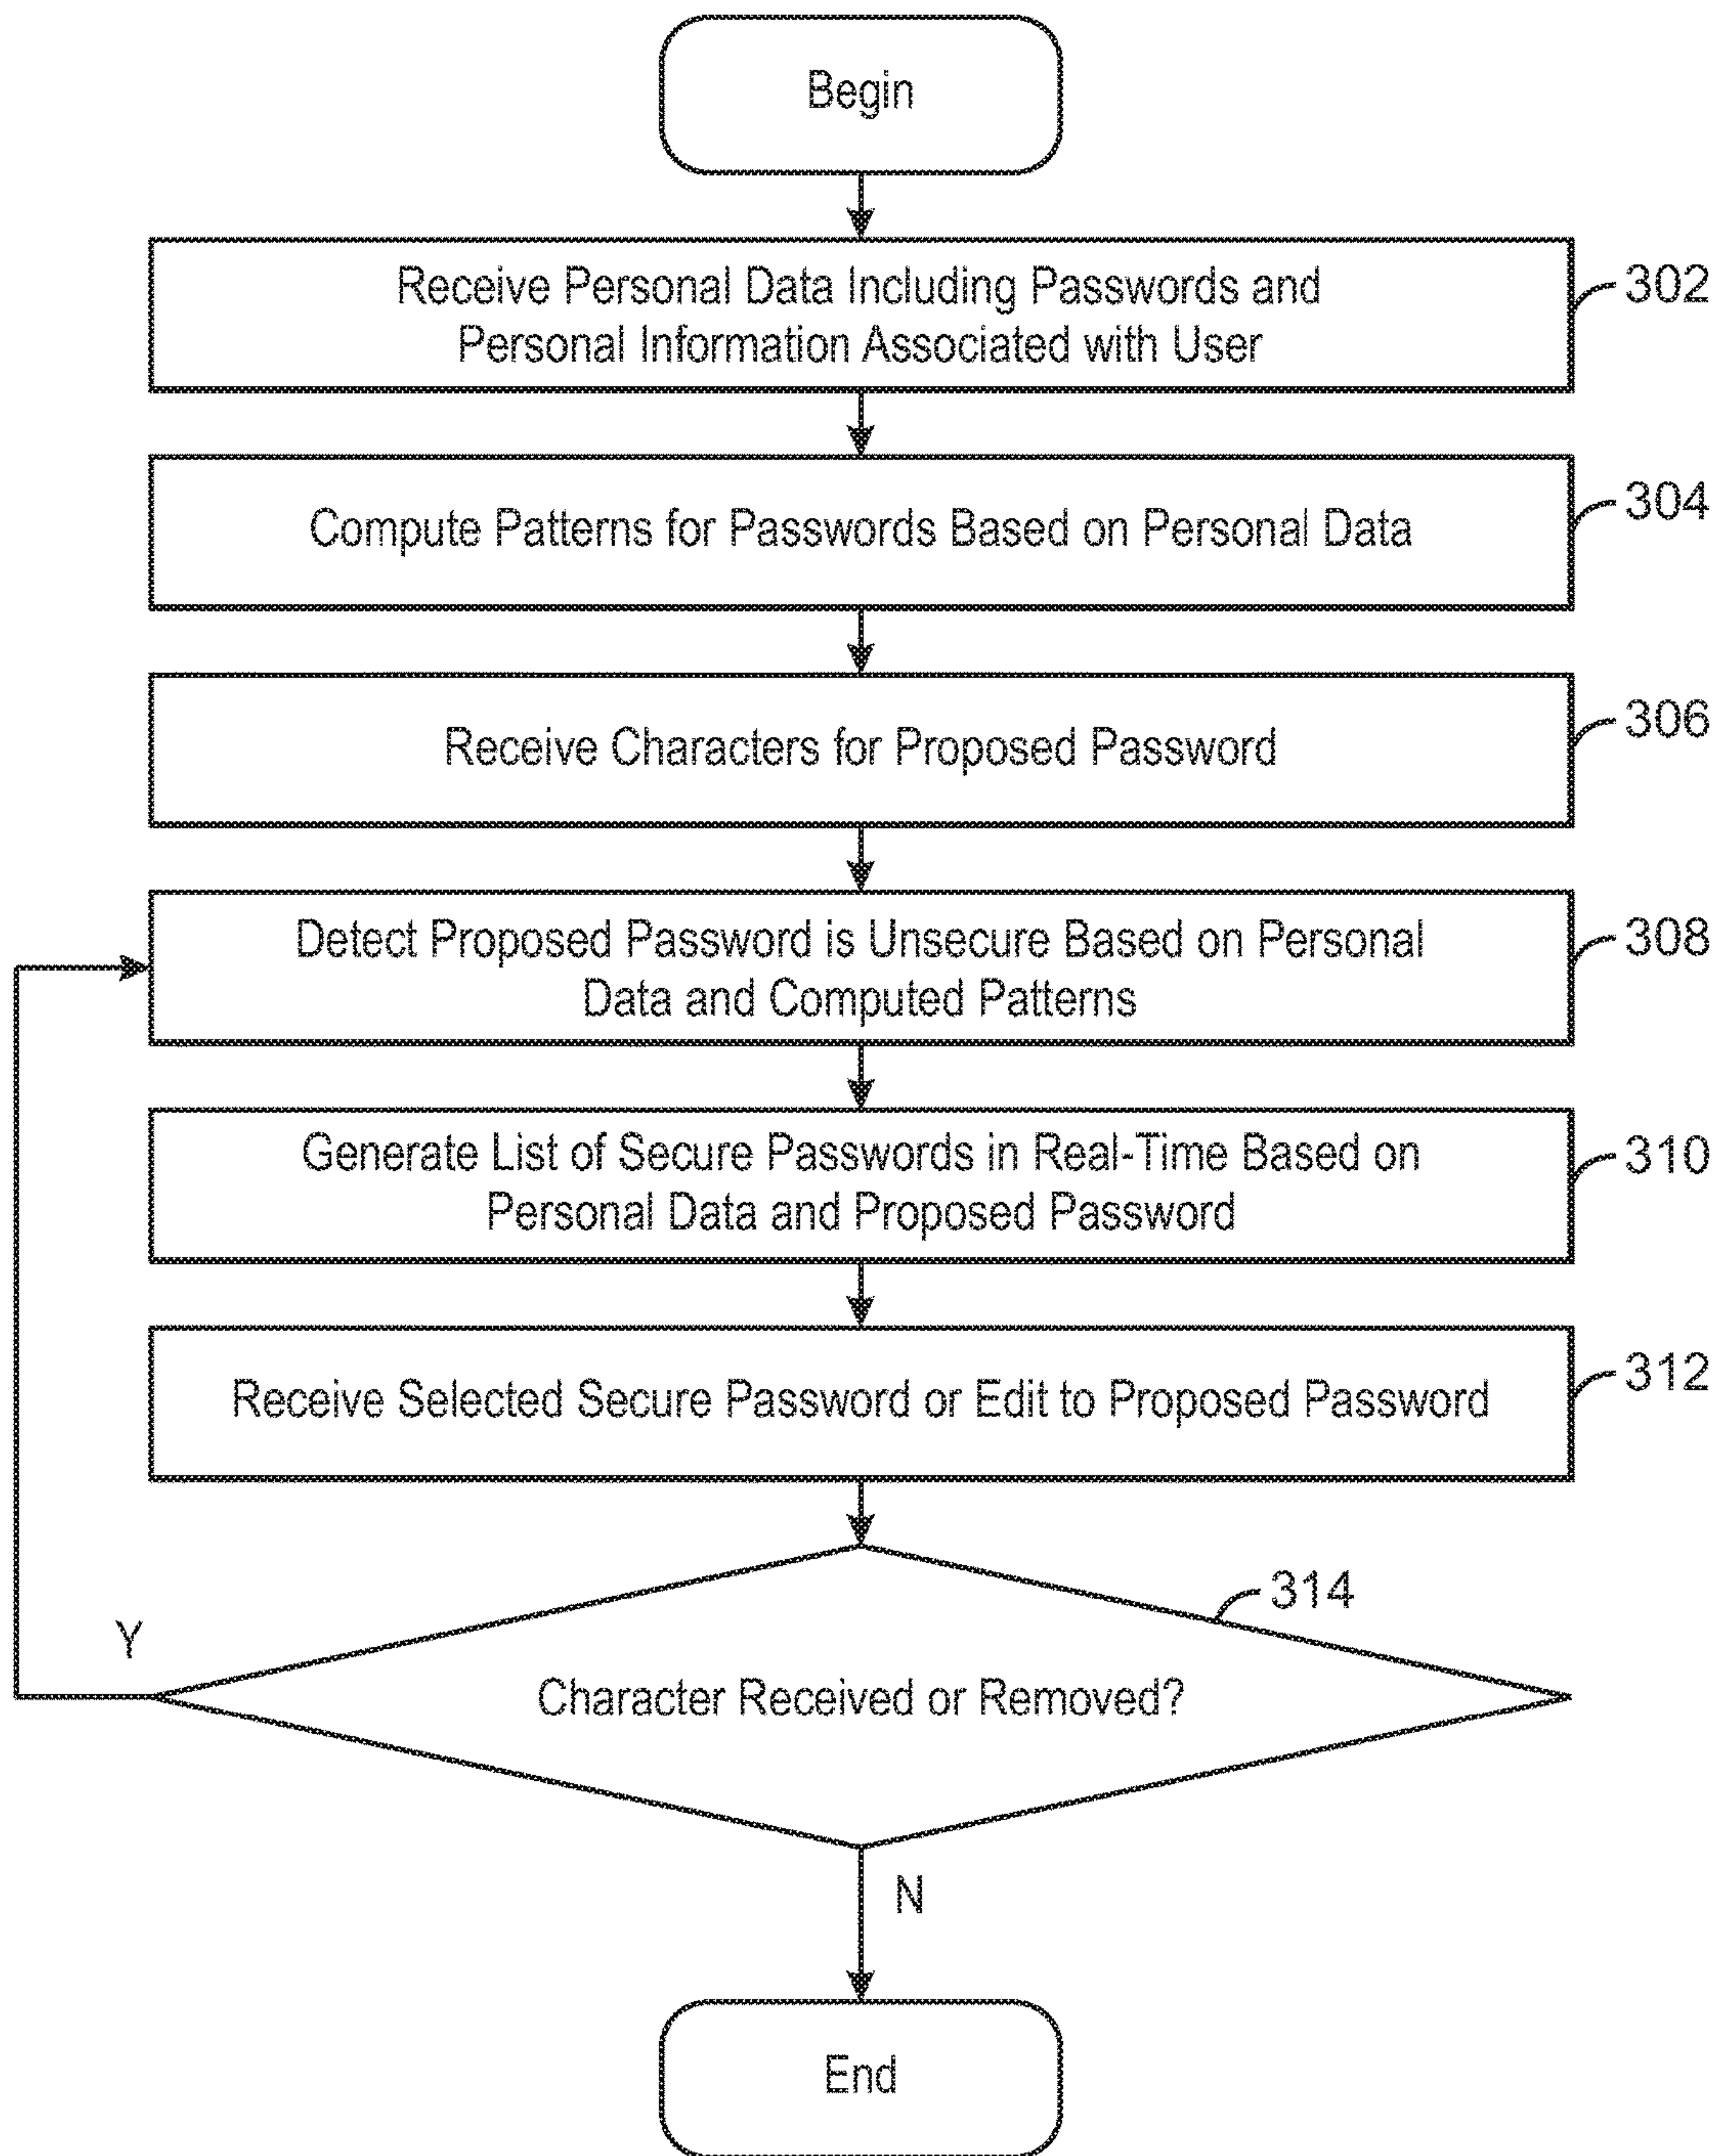 Begin
Receive Personal Data Including Passwords and
Personal Information Associated with User
302
Compute Patterns for Passwords Based on Personal Data
304
Receive Characters for Proposed Password
306
Detect Proposed Password is Unsecure Based on Personal
Data and Computed Patterns
308
Generate List of Secure Passwords in Real-Time Based on
Personal Data and Proposed Password
310
Receive Selected Secure Password or Edit to Proposed Password
312
314
Y
Character Received or Removed?
N
End